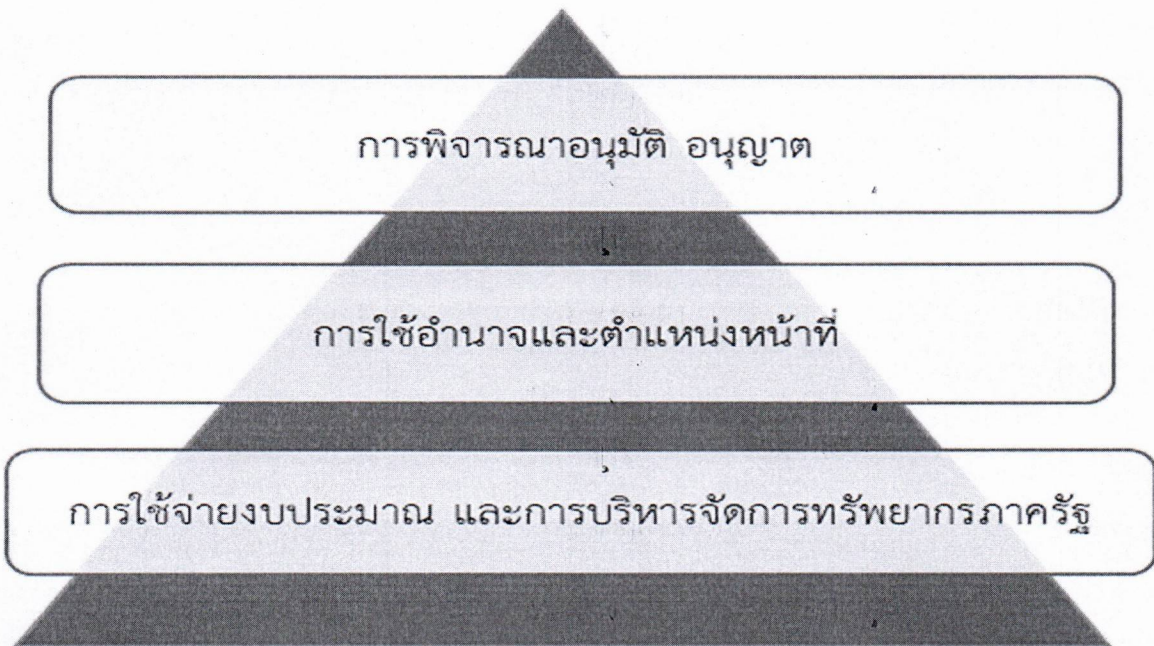 การพิจารณาอนุมัติ อนุญาต
การใช้อำนาจและตำแหน่งหน้าที่
การใช้จ่ายงบประมาณ และการบริหารจัดการทรัพยากรภาครัฐ